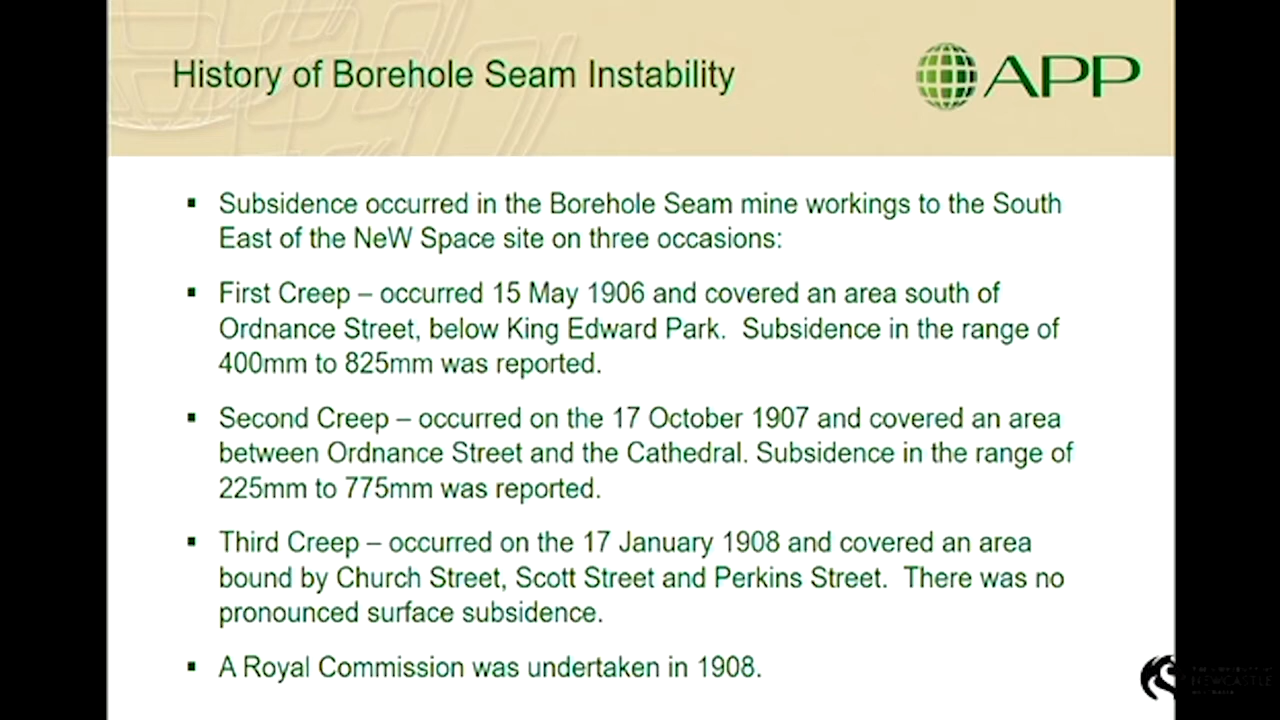 History of Borehole Seam Instability
APP
▪ Subsidence occurred in the Borehole Seam mine workings to the South
East of the NeW Space site on three occasions:
▪ First Creep – occurred 15 May 1906 and covered an area south of
Ordnance Street, below King Edward Park.  Subsidence in the range of
400mm to 825mm was reported.
▪ Second Creep – occurred on the 17 October 1907 and covered an area
between Ordnance Street and the Cathedral. Subsidence in the range of
225mm to 775mm was reported.
▪ Third Creep – occurred on the 17 January 1908 and covered an area
bound by Church Street, Scott Street and Perkins Street.  There was no
pronounced surface subsidence.
▪ A Royal Commission was undertaken in 1908.
NEWCASTLE